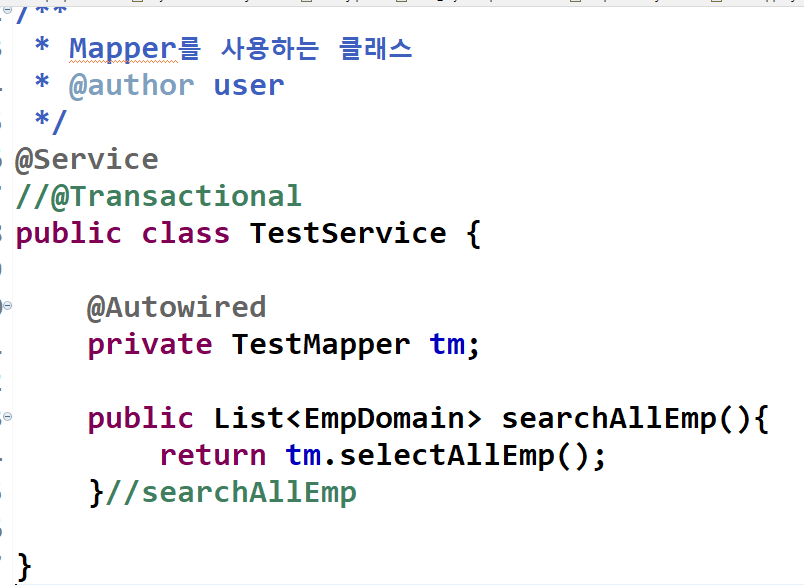 /**
 * Mapper를 사용하는 클래스
 * @author user
 */
@Service
//@Transactional
public class TestService {
    @Autowired
    private TestMapper tm;
    public List<EmpDomain> searchAllEmp(){
        return tm.selectAllEmp();
    }//searchAllEmp
}